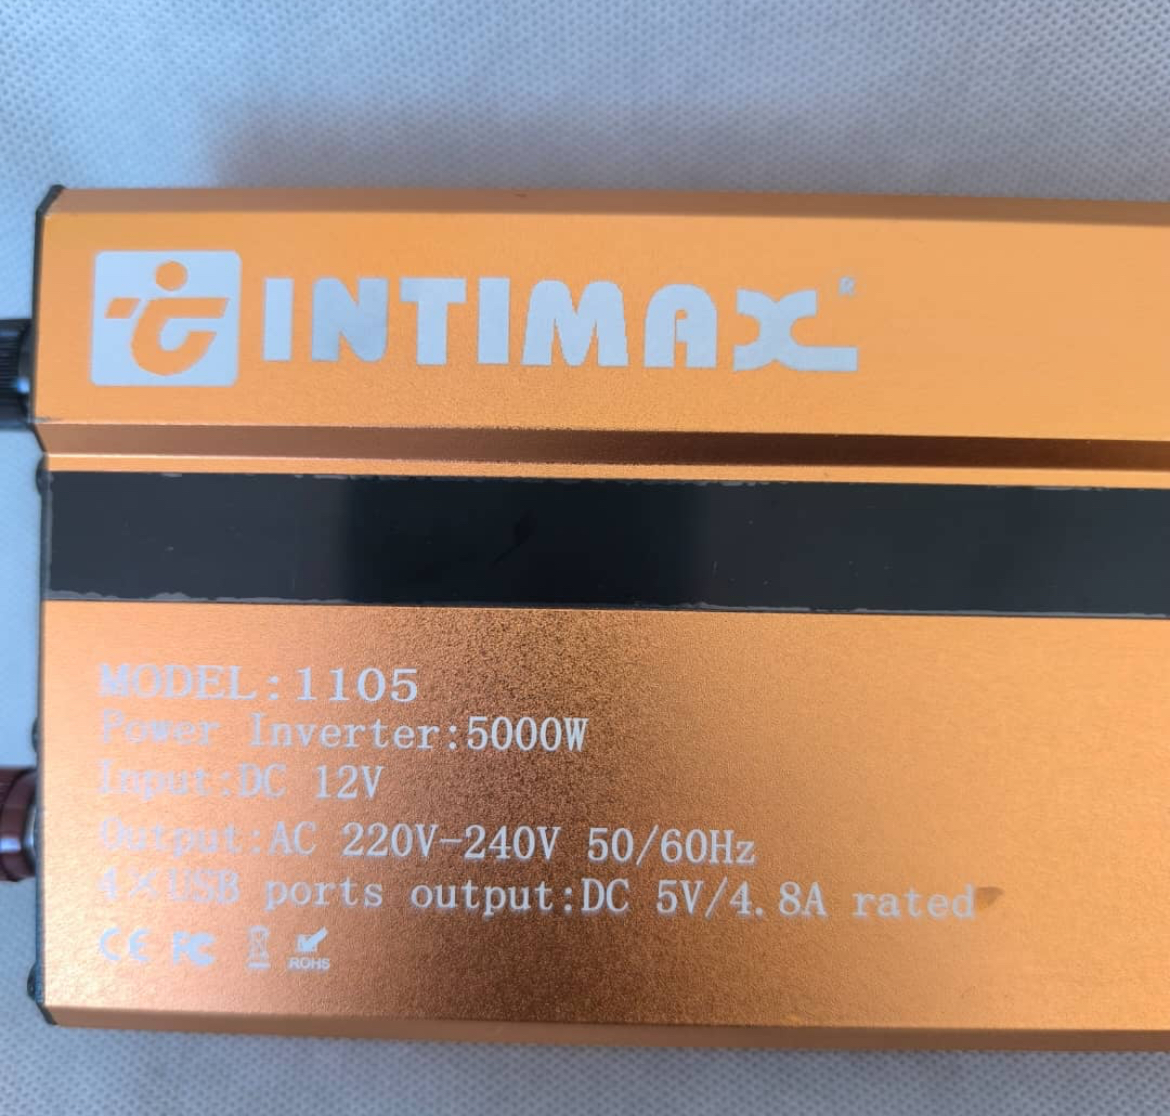 INTIMAX
MODEL:1105
Power Inverter:5000W
Input:DC 12V
Output:AC 220V-240V 50/60Hz
4×USB ports output:DC 5V/4.8A rated
CE FC ROHS